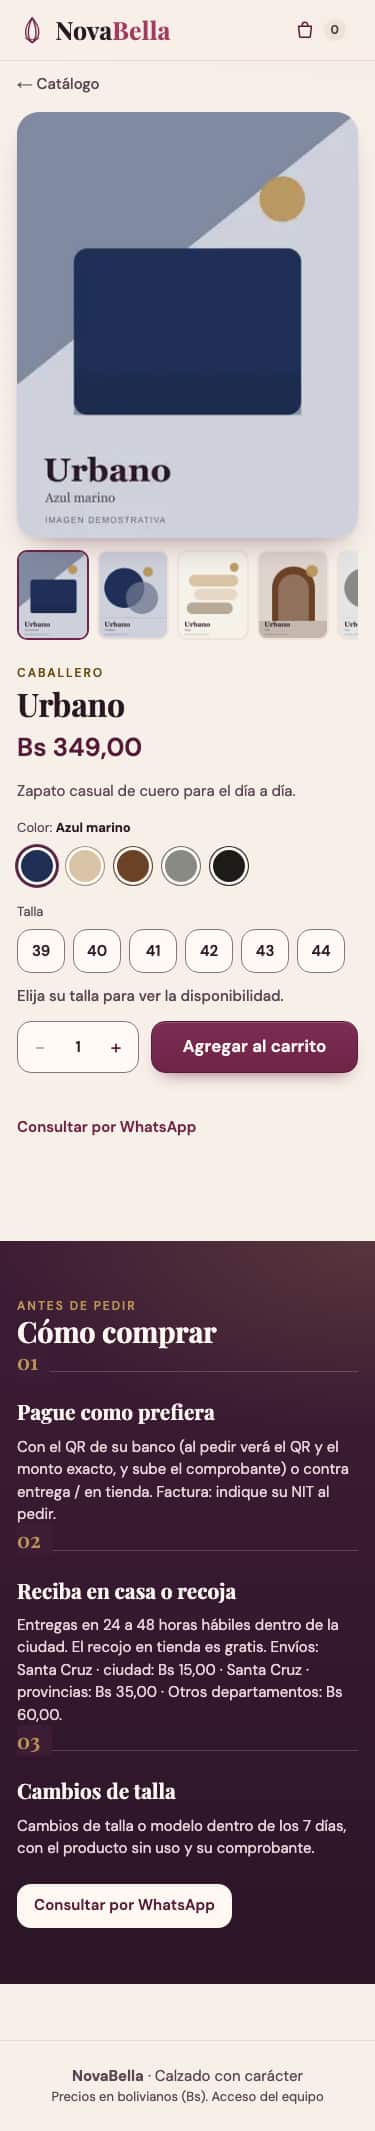 NovaBella
0
← Catálogo
Urbano
Azul marino
IMAGEN DEMOSTRATIVA
Urbano
Urbano
Urbano
Urbano
CABALLERO
Urbano
Bs 349,00
Zapato casual de cuero para el día a día.
Color: Azul marino
Talla
39 40 41 42 43 44
Elija su talla para ver la disponibilidad.
− 1 + Agregar al carrito
Consultar por WhatsApp
ANTES DE PEDIR
Cómo comprar
01
Pague como prefiera
Con el QR de su banco (al pedir verá el QR y el
monto exacto, y sube el comprobante) o contra
entrega / en tienda. Factura: indique su NIT al
pedir.
02
Reciba en casa o recoja
Entregas en 24 a 48 horas hábiles dentro de la
ciudad. El recojo en tienda es gratis. Envíos:
Santa Cruz · ciudad: Bs 15,00 · Santa Cruz ·
provincias: Bs 35,00 · Otros departamentos: Bs
60,00.
03
Cambios de talla
Cambios de talla o modelo dentro de los 7 días,
con el producto sin uso y su comprobante.
Consultar por WhatsApp
NovaBella · Calzado con carácter
Precios en bolivianos (Bs). Acceso del equipo